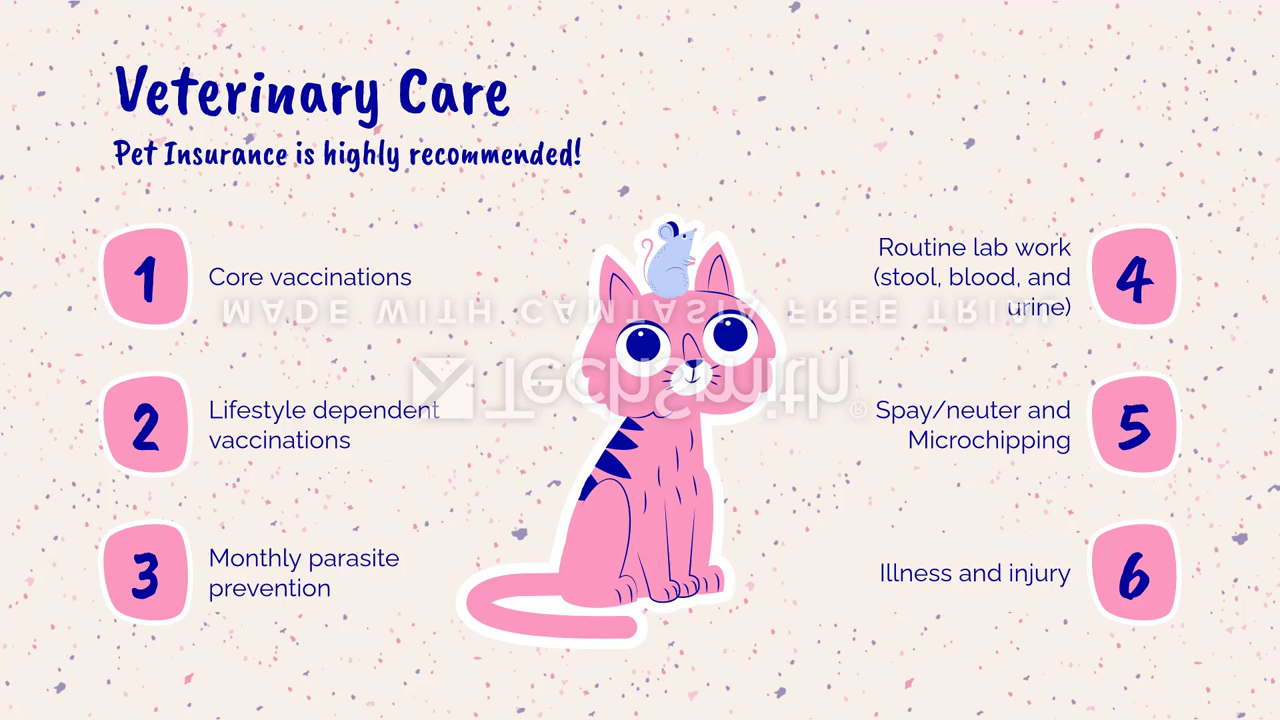 Veterinary Care
Pet Insurance is highly recommended!
1
Core vaccinations
2
Lifestyle dependent
vaccinations
3
Monthly parasite
prevention
Routine lab work
(stool, blood, and
urine)
4
Spay/neuter and
Microchipping
5
Illness and injury
6
MADE WITH CAMTASIA FREE TRIAL
TechSmith®